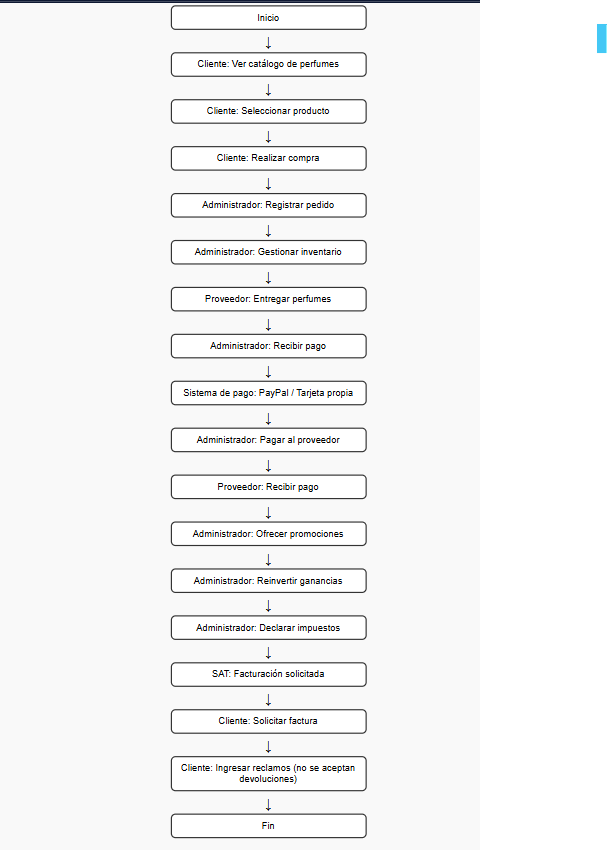 Inicio
↓
Cliente: Ver catálogo de perfumes
↓
Cliente: Seleccionar producto
↓
Cliente: Realizar compra
↓
Administrador: Registrar pedido
↓
Administrador: Gestionar inventario
↓
Proveedor: Entregar perfumes
↓
Administrador: Recibir pago
↓
Sistema de pago: PayPal / Tarjeta propia
↓
Administrador: Pagar al proveedor
↓
Proveedor: Recibir pago
↓
Administrador: Ofrecer promociones
↓
Administrador: Reinvertir ganancias
↓
Administrador: Declarar impuestos
↓
SAT: Facturación solicitada
↓
Cliente: Solicitar factura
↓
Cliente: Ingresar reclamos (no se aceptan
devoluciones)
↓
Fin